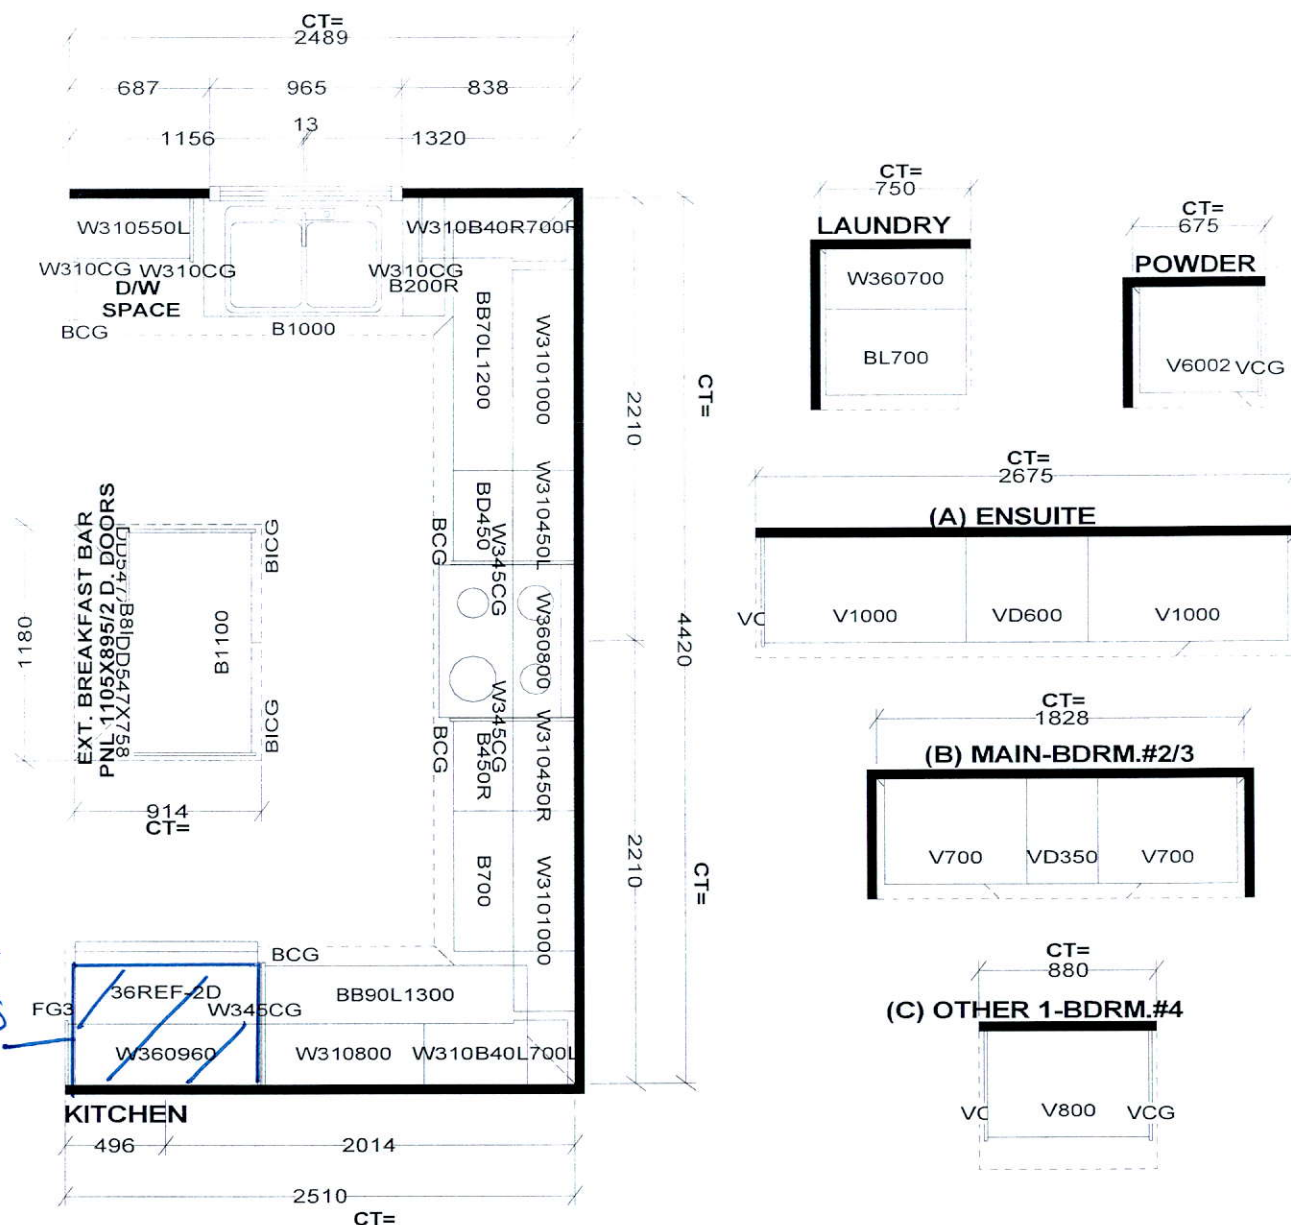 CT=
2489
687
965
838
1156
13
1320
W310550L
W310B40R700R
W310CG
W310CG
W310CG
D/W
SPACE
B200R
BCG
B1000
BB70L1200
W3101000
2210
CT=
BD450
W310450L
BCG
W345CG
W360800
4420
W345CG
BCG
B450R
W310450R
2210
CT=
B700
W3101000
1180
EXT. BREAKFAST BAR
PNL 1105X895/2 D. DOORS
B1100
BICG
BICG
914
CT=
BCG
36REF-2D
BB90L1300
FG3
W345CG
W360960
W310800
W310B40L700L
KITCHEN
496
2014
2510
CT=
CT=
750
LAUNDRY
W360700
BL700
CT=
675
POWDER
V6002
VCG
CT=
2675
(A) ENSUITE
VC
V1000
VD600
V1000
CT=
1828
(B) MAIN-BDRM.#2/3
V700
VD350
V700
CT=
880
(C) OTHER 1-BDRM.#4
VC
V800
VCG